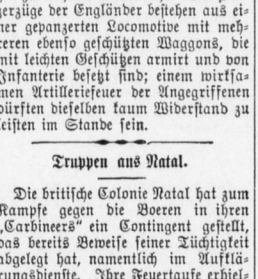 zerzüge der Engländer bestehen aus ei-
ner gepanzerten Locomotive mit meh-
reren ebenso geschützten Waggons, die
mit leichten Geschützen armirt und von
Infanterie besetzt sind; einem wirksa-
men Artilleriefeuer der Angegriffenen
dürften dieselben kaum Widerstand zu
leisten im Stande sein.
Truppen aus Natal.
Die britische Colonie Natal hat zum
Kampfe gegen die Boeren in ihren
„Carbineers“ ein Contingent gestellt,
das bereits Beweise seiner Tüchtigkeit
abgelegt hat, namentlich im Aufklä-
rungsdienste. Ihre Feuertaufe erhiel-